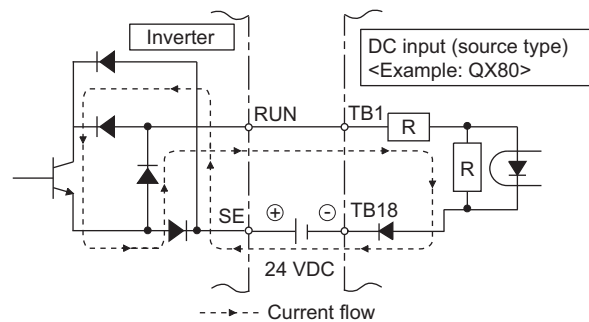 Inverter
DC input (source type)
<Example: QX80>
RUN
TB1
R
R
SE
⊕
⊖
TB18
24 VDC
Current flow